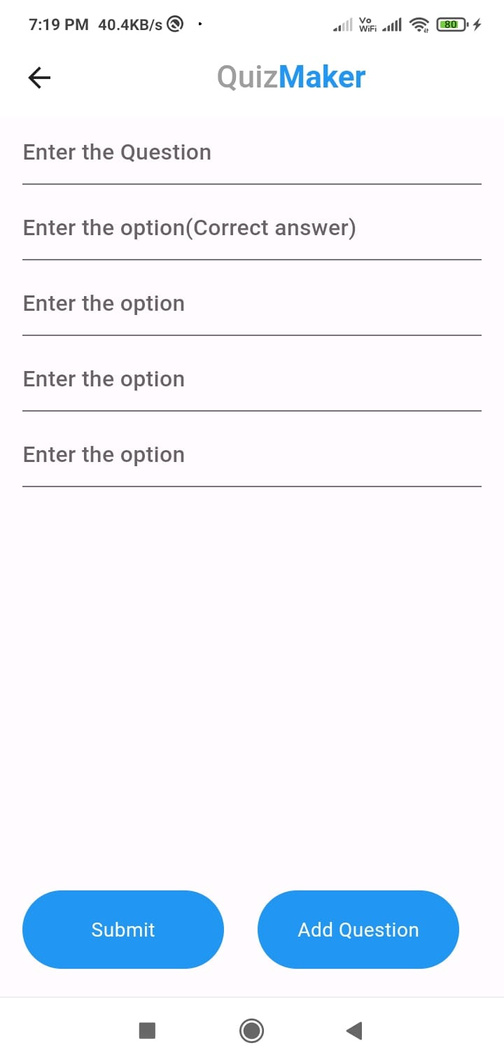 7:19 PM 40.4KB/s Vo WiFi 80
QuizMaker
Enter the Question
Enter the option(Correct answer)
Enter the option
Enter the option
Enter the option
Submit Add Question